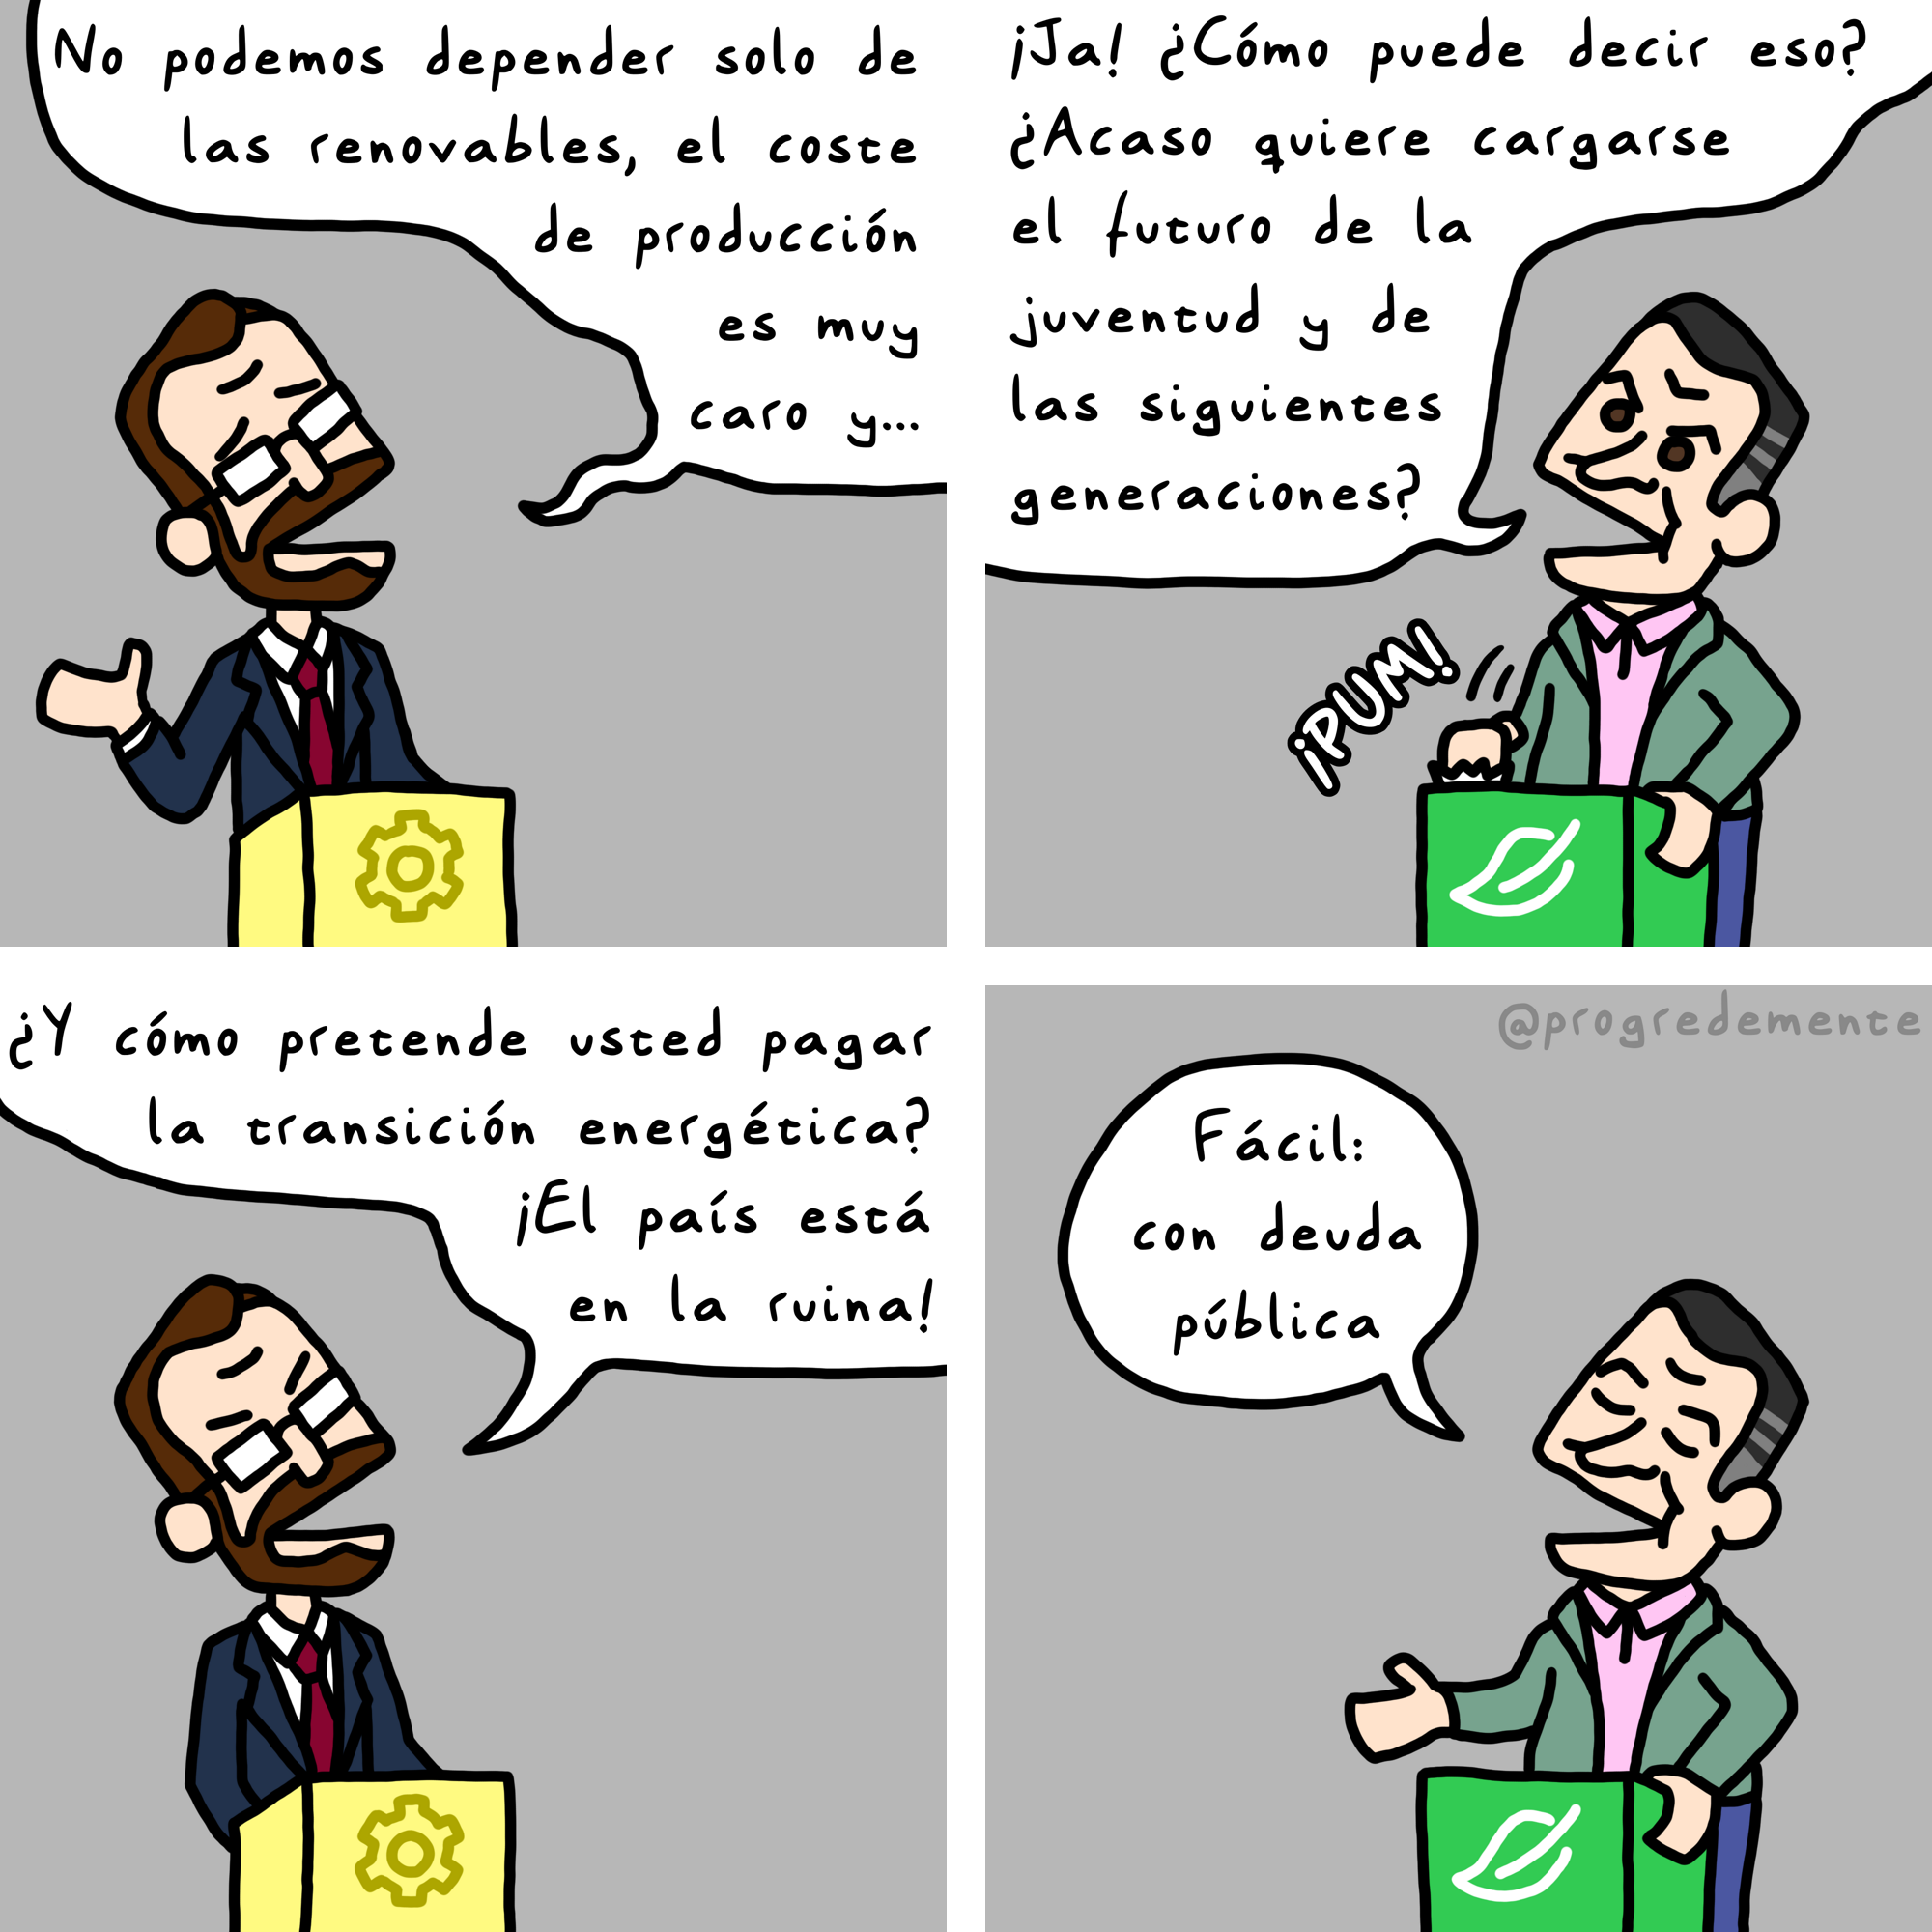 No podemos depender solo de
las renovables, el coste
de producción
es muy
caro y...
¡Ja! ¿Cómo puede decir eso?
¿Acaso quiere cargarse
el futuro de la
juventud y de
las siguientes
generaciones?
¡PUM!
¿Y cómo pretende usted pagar
la transición energética?
¡El país está
en la ruina!
@progredemente
Fácil:
con deuda
pública